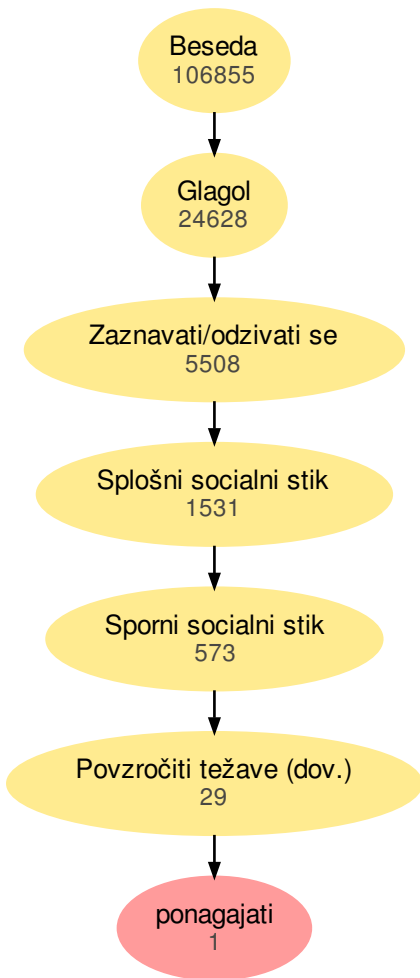 Beseda
106855
Glagol
24628
Zaznavati/odzivati se
5508
Splošni socialni stik
1531
Sporni socialni stik
573
Povzročiti težave (dov.)
29
ponagajati
1